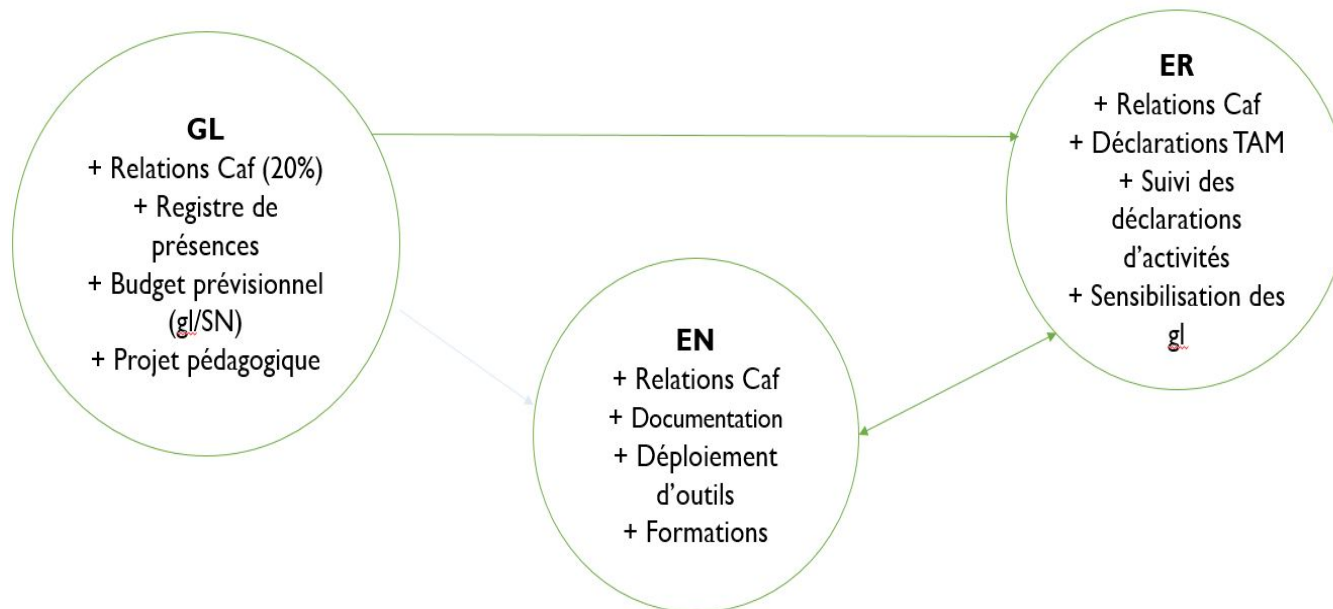 GL
+ Relations Caf (20%)
+ Registre de
présences
+ Budget prévisionnel
(gl/SN)
+ Projet pédagogique
EN
+ Relations Caf
+ Documentation
+ Déploiement
d’outils
+ Formations
ER
+ Relations Caf
+ Déclarations TAM
+ Suivi des
déclarations
d’activités
+ Sensibilisation des
gl